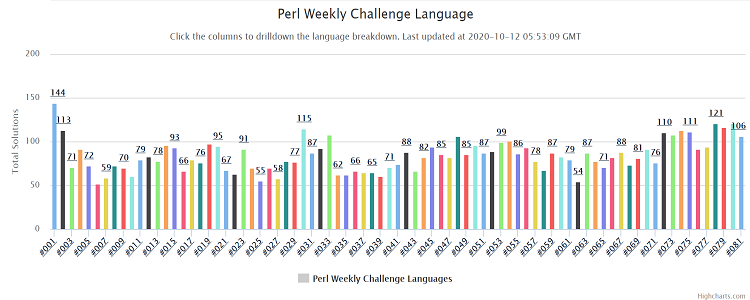 Perl Weekly Challenge Language
Click the columns to drilldown the language breakdown. Last updated at 2020-10-12 05:53:09 GMT
Total Solutions
200
150
100
50
0
144 113 71 72 59 70 79 78 93 66 76 95 67 91 55 58 77 115 87 62 66 65 71 88 82 93 85 105 85 87 99 86 78 87 79 54 87 71 88 81 76 110 111 121 106
#001 #003 #005 #007 #009 #011 #013 #015 #017 #019 #021 #023 #025 #027 #029 #031 #033 #035 #037 #039 #041 #043 #045 #047 #049 #051 #053 #055 #057 #059 #061 #063 #065 #067 #069 #071 #073 #075 #077 #079 #081
Perl Weekly Challenge Languages
Highcharts.com